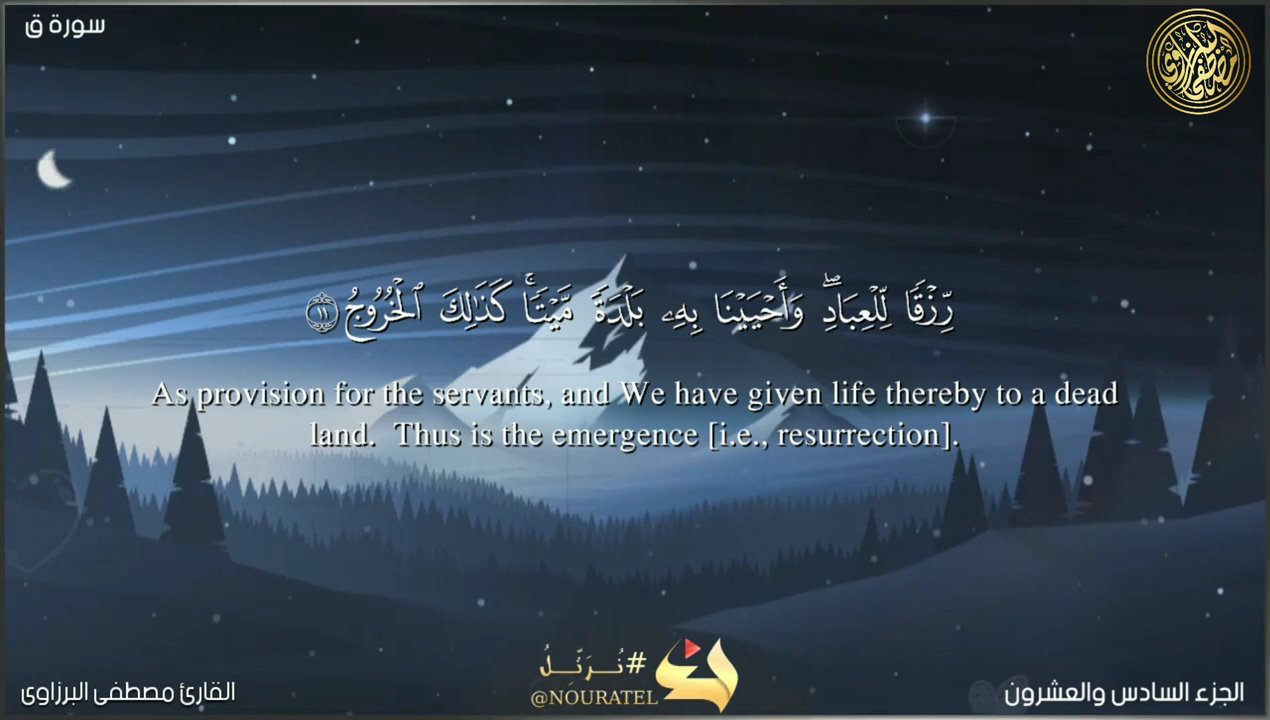 سورة ق
رِّزْقًا لِّلْعِبَادِ ۖ وَأَحْيَيْنَا بِهِۦ بَلْدَةً مَّيْتًا ۚ كَذَٰلِكَ ٱلْخُرُوجُ ١١
As provision for the servants, and We have given life thereby to a dead
land. Thus is the emergence [i.e., resurrection].
#نُرَتِّلُ
@NOURATEL
القارئ مصطفى البرزاوى
الجزء السادس والعشرون